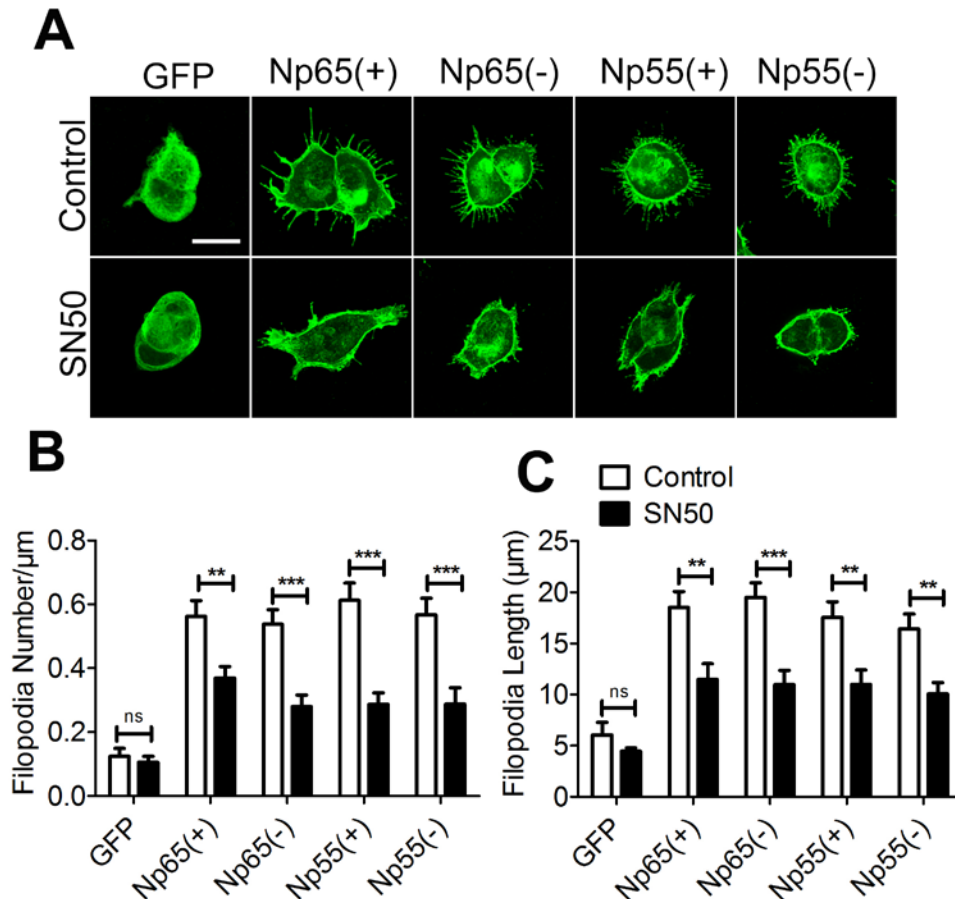 A
GFP Np65(+) Np65(-) Np55(+) Np55(-)
Control
SN50
B
Filopodia Number/µm
0.8
0.6
0.4
0.2
0.0
ns
**
***
***
***
GFP
Np65(+)
Np65(-)
Np55(+)
Np55(-)
C
Control
SN50
Filopodia Length (µm)
25
20
15
10
5
0
ns
**
***
**
**
GFP
Np65(+)
Np65(-)
Np55(+)
Np55(-)